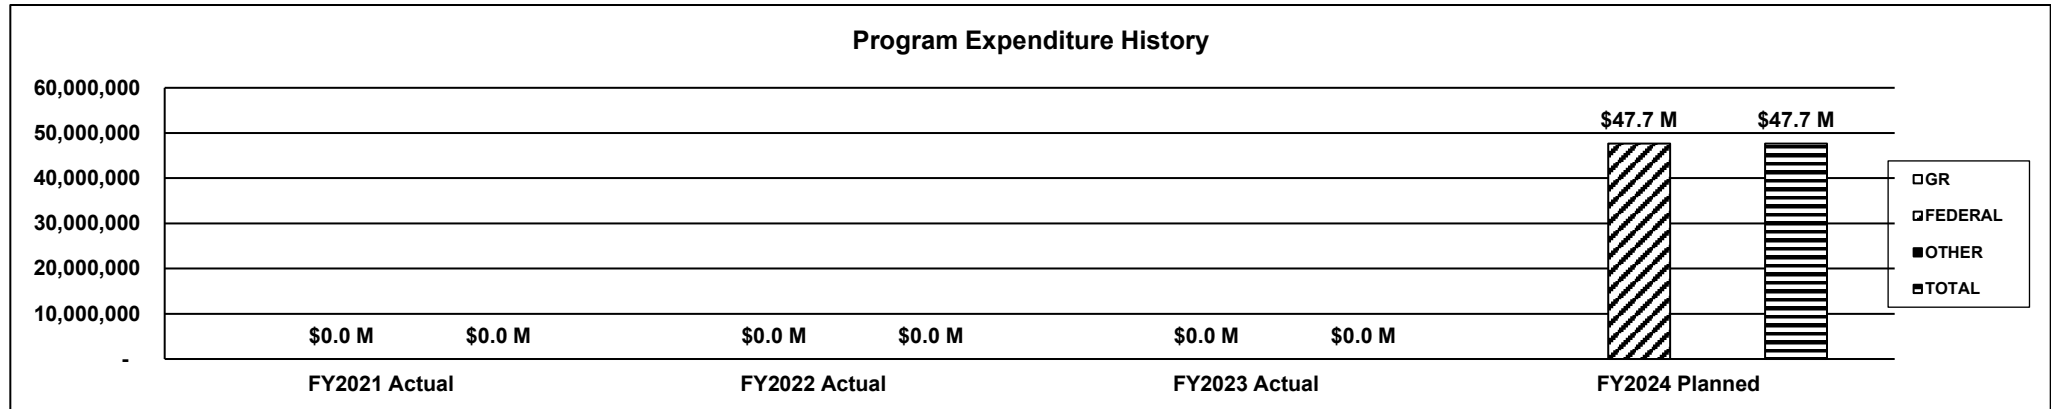 Program Expenditure History
60,000,000
50,000,000
40,000,000
30,000,000
20,000,000
10,000,000
-
$0.0 M $0.0 M $0.0 M $0.0 M $0.0 M $0.0 M $47.7 M $47.7 M
FY2021 Actual FY2022 Actual FY2023 Actual FY2024 Planned
GR
FEDERAL
OTHER
TOTAL